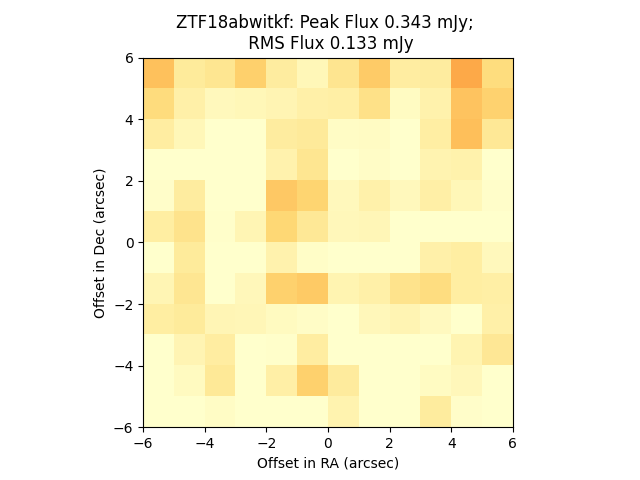 ZTF18abwitkf: Peak Flux 0.343 mJy;
RMS Flux 0.133 mJy
6
4
2
0
−2
−4
−6
Offset in Dec (arcsec)
−6 −4 −2 0 2 4 6
Offset in RA (arcsec)